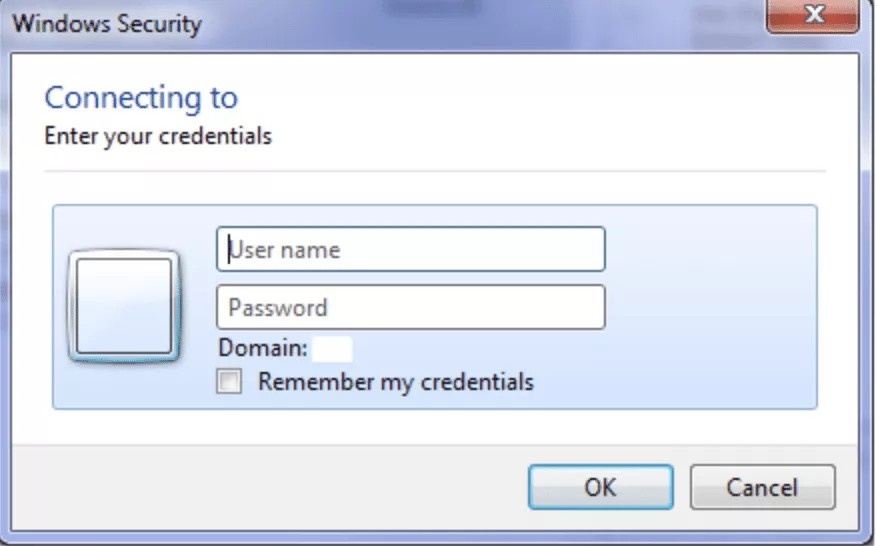 Windows Security
Connecting to
Enter your credentials
User name
Password
Domain:
Remember my credentials
OK
Cancel